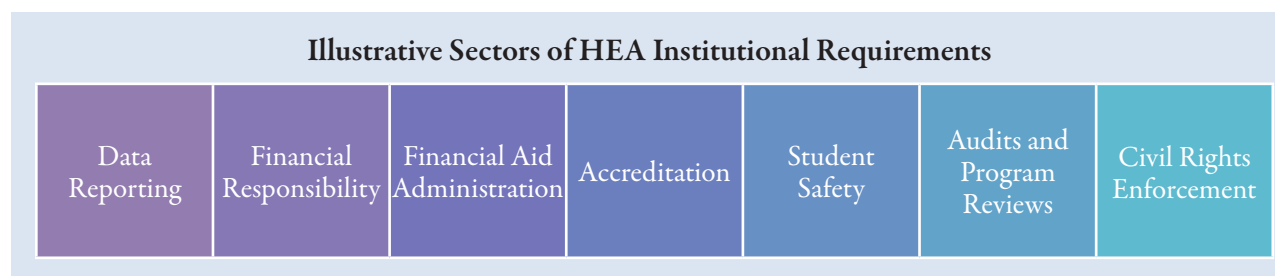 Illustrative Sectors of HEA Institutional Requirements
Data
Reporting
Financial
Responsibility
Financial Aid
Administration
Accreditation
Student
Safety
Audits and
Program
Reviews
Civil Rights
Enforcement